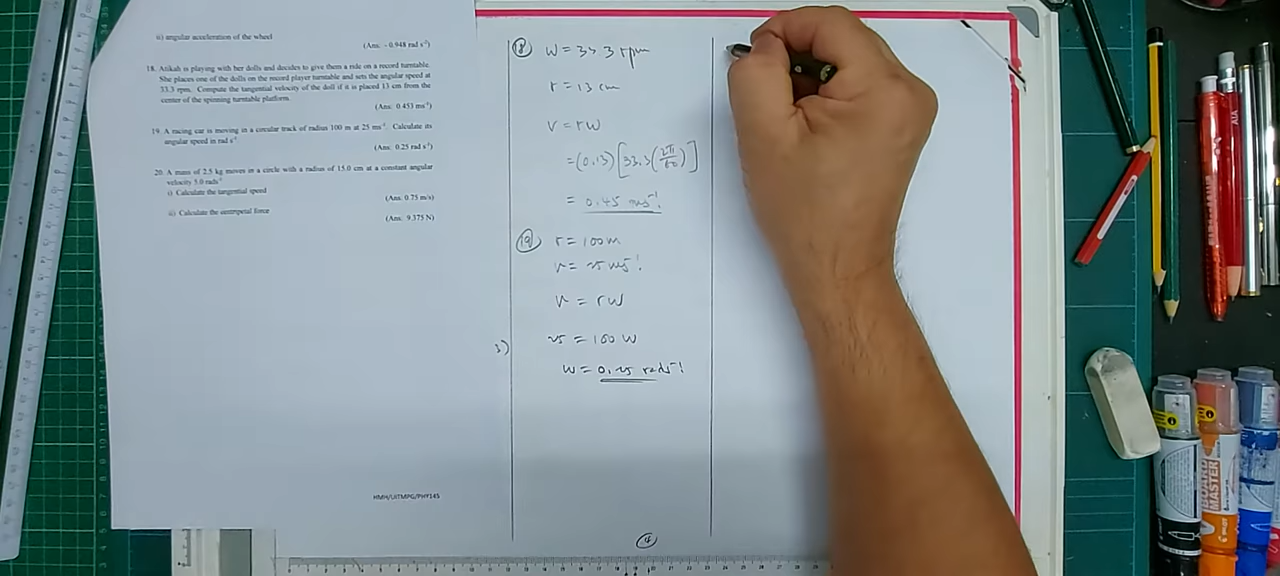 ii) angular acceleration of the wheel
(Ans: - 0.948 rad s⁻²)
18. Atikah is playing with her dolls and decides to give them a ride on a record turntable.
She places one of the dolls on the record player turntable and sets the angular speed at
33.3 rpm. Compute the tangential velocity of the doll if it is placed 13 cm from the
center of the spinning turntable platform.
(Ans: 0.453 ms⁻¹)
19. A racing car is moving in a circular track of radius 100 m at 25 ms⁻¹. Calculate its
angular speed in rad s⁻¹
(Ans: 0.25 rad s⁻¹)
20. A mass of 2.5 kg moves in a circle with a radius of 15.0 cm at a constant angular
velocity 5.0 rads⁻¹
i) Calculate the tangential speed
(Ans: 0.75 m/s)
ii) Calculate the centripetal force
(Ans: 9.375 N)
HMH/UiTMPG/PHY145
18 W = 33.3 rpm
r = 13 cm
v = rW
= (0.13)[33.3(2π/60)]
= 0.45 ms⁻¹.
19 r = 100m
v = 25 ms⁻¹.
v = rW
25 = 100 W
W = 0.25 rads⁻¹
3)
4